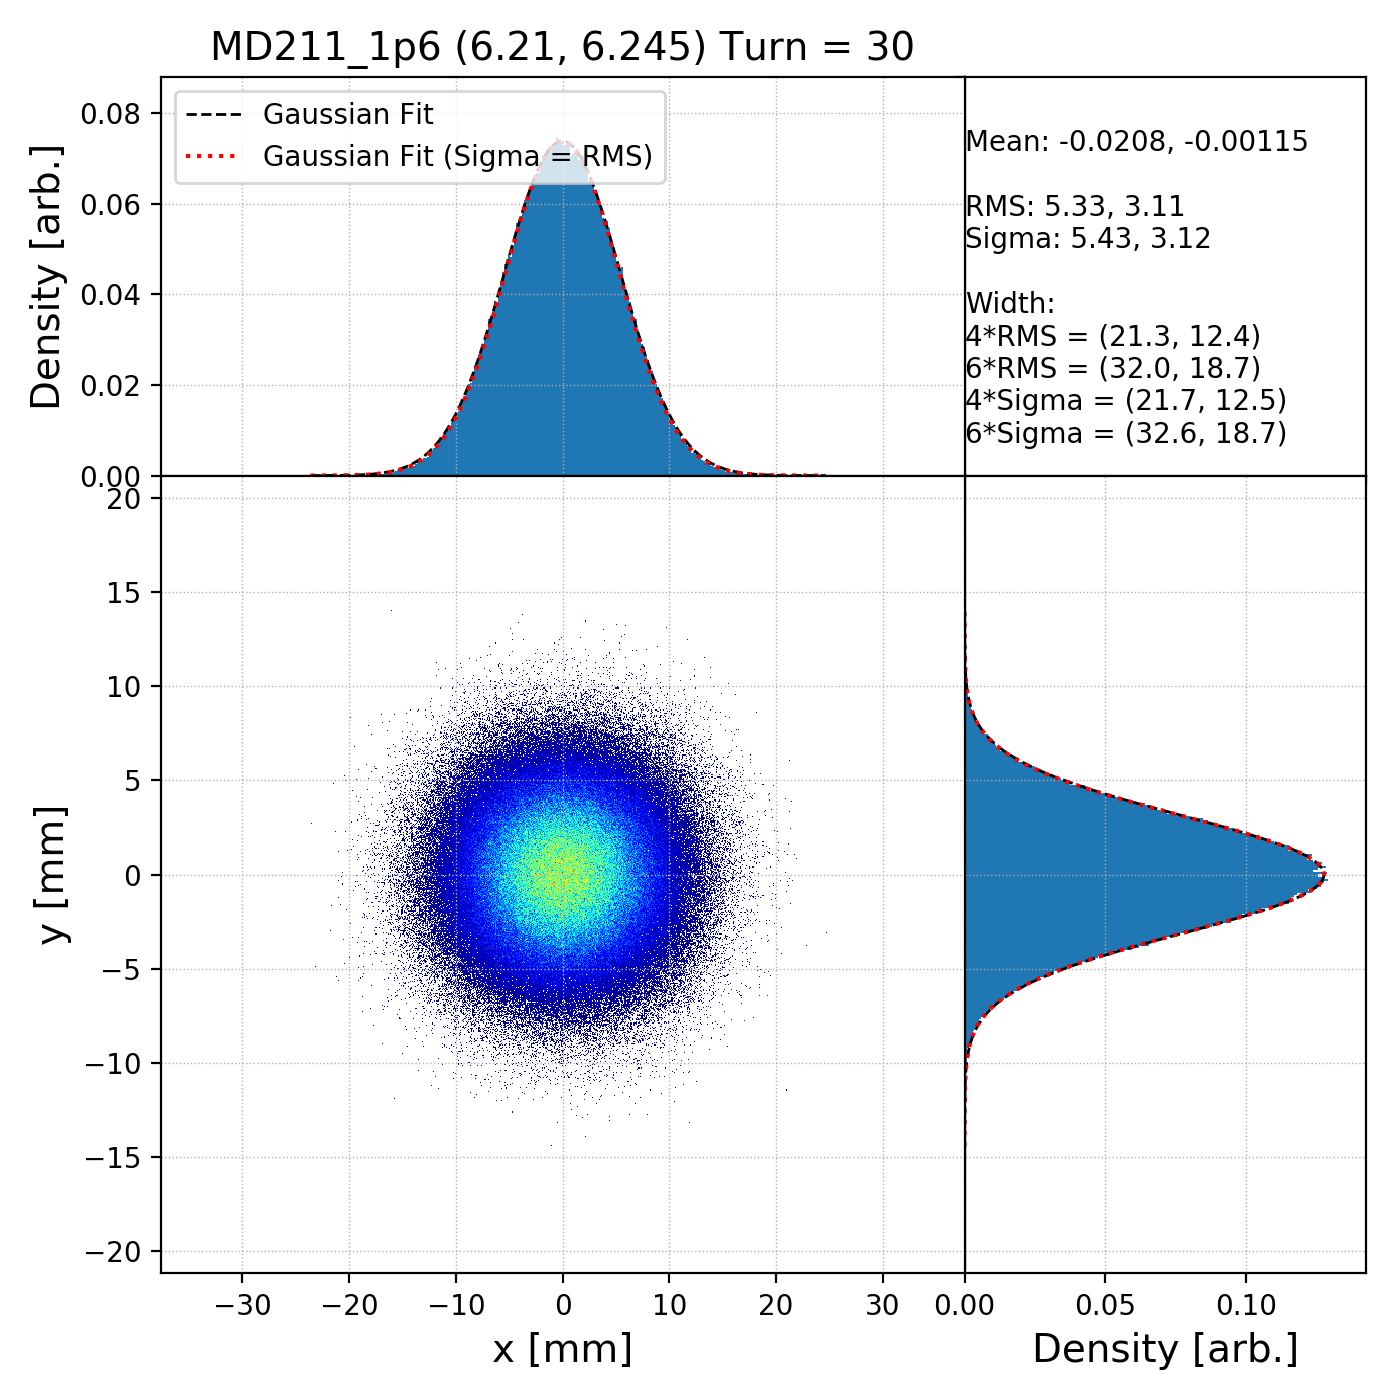 MD211_1p6 (6.21, 6.245) Turn = 30
Gaussian Fit
Gaussian Fit (Sigma = RMS)
Density [arb.]
0.08
0.06
0.04
0.02
0.00
Mean: -0.0208, -0.00115
RMS: 5.33, 3.11
Sigma: 5.43, 3.12
Width:
4*RMS = (21.3, 12.4)
6*RMS = (32.0, 18.7)
4*Sigma = (21.7, 12.5)
6*Sigma = (32.6, 18.7)
y [mm]
20
15
10
5
0
−5
−10
−15
−20
−30 −20 −10 0 10 20 30
x [mm]
0.00 0.05 0.10
Density [arb.]